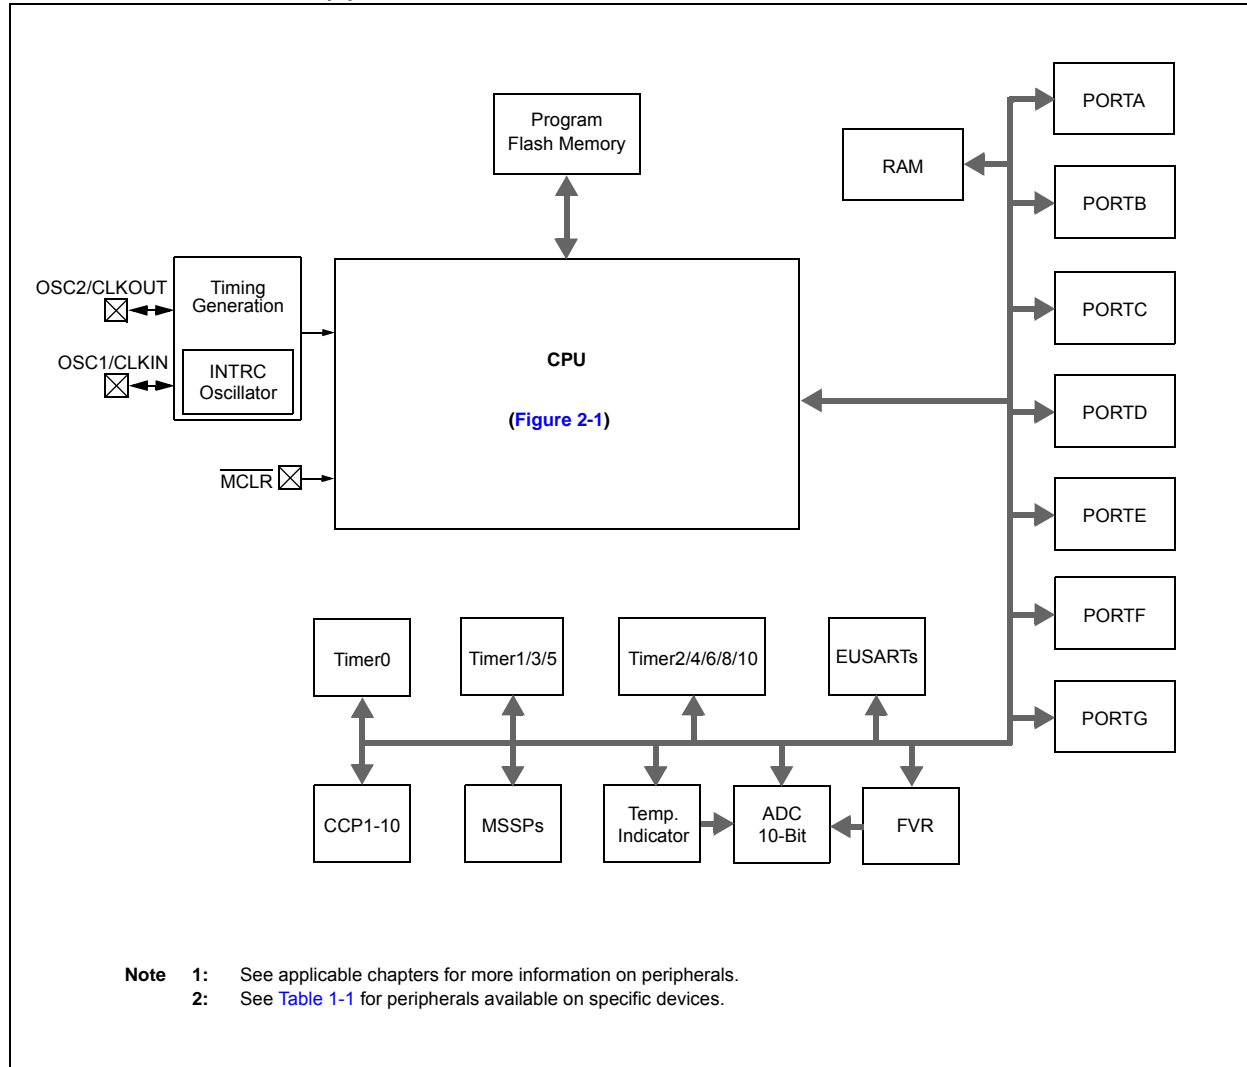 Program
Flash Memory
PORTA
RAM
PORTB
OSC2/CLKOUT
Timing
Generation
PORTC
OSC1/CLKIN
INTRC
Oscillator
CPU
(Figure 2-1)
PORTD
MCLR
PORTE
PORTF
Timer0
Timer1/3/5
Timer2/4/6/8/10
EUSARTs
PORTG
CCP1-10
MSSPs
Temp.
Indicator
ADC
10-Bit
FVR
Note 1: See applicable chapters for more information on peripherals.
2: See Table 1-1 for peripherals available on specific devices.